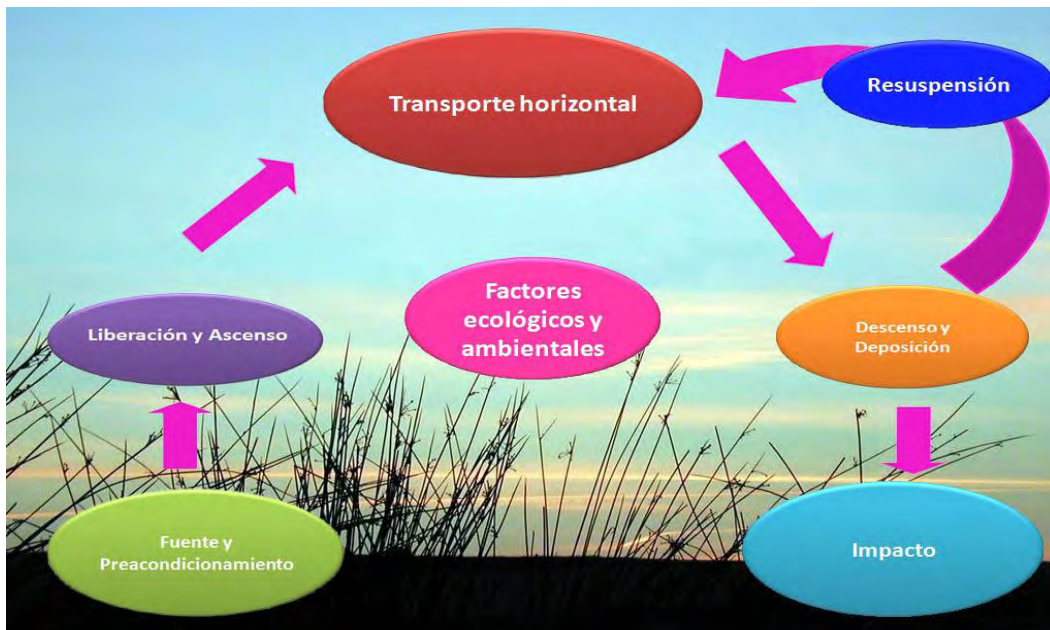 Transporte horizontal
Resuspensión
Factores
ecológicos y
ambientales
Liberación y Ascenso
Descenso y
Deposición
Fuente y
Preacondicionamiento
Impacto